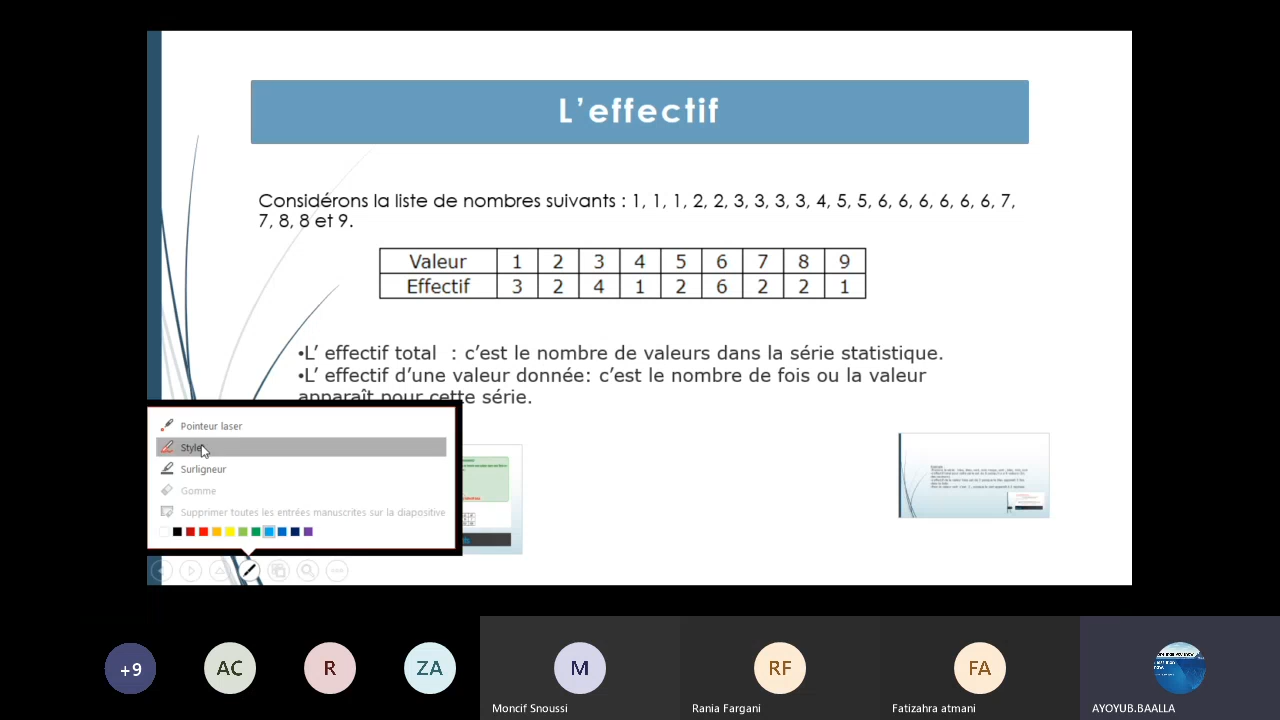 L’effectif
Considérons la liste de nombres suivants : 1, 1, 1, 2, 2, 3, 3, 3, 3, 4, 5, 5, 6, 6, 6, 6, 6, 6, 7,
7, 8, 8 et 9.
Valeur 1 2 3 4 5 6 7 8 9
Effectif 3 2 4 1 2 6 2 2 1
•L’ effectif total : c’est le nombre de valeurs dans la série statistique.
•L’ effectif d’une valeur donnée: c’est le nombre de fois ou la valeur
apparaît pour cette série.
Pointeur laser
Style
Surligneur
Gomme
Supprimer toutes les entrées manuscrites sur la diapositive
+9
AC
R
ZA
M
RF
FA
Moncif Snoussi
Rania Fargani
Fatizahra atmani
AYOYUB.BAALLA